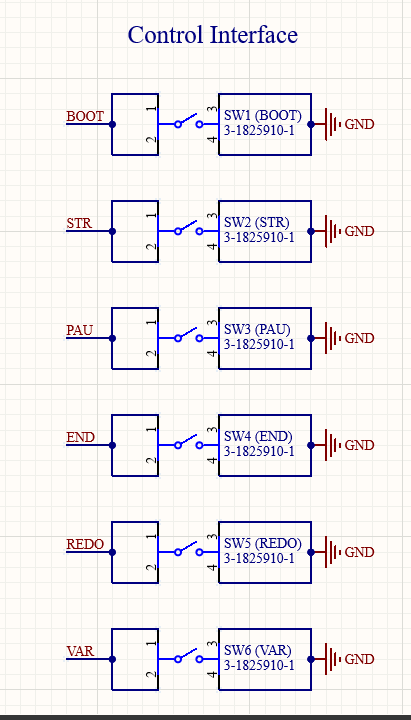 Control Interface
BOOT
1
2
3
4
SW1 (BOOT)
3-1825910-1
GND
STR
1
2
3
4
SW2 (STR)
3-1825910-1
GND
PAU
1
2
3
4
SW3 (PAU)
3-1825910-1
GND
END
1
2
3
4
SW4 (END)
3-1825910-1
GND
REDO
1
2
3
4
SW5 (REDO)
3-1825910-1
GND
VAR
1
2
3
4
SW6 (VAR)
3-1825910-1
GND